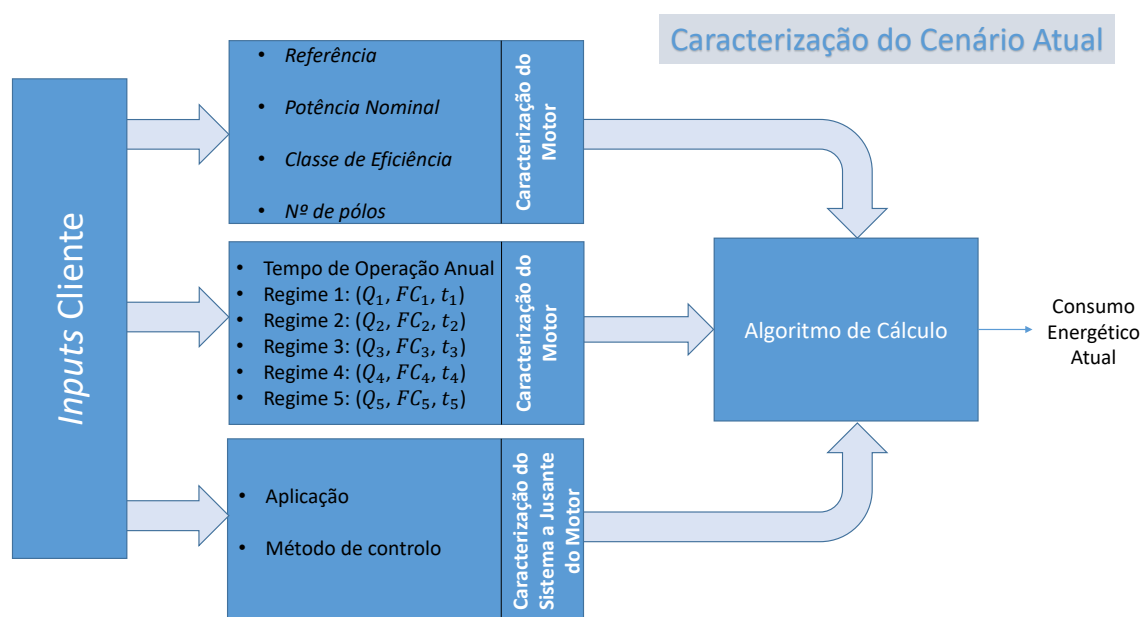 Caracterização do Cenário Atual
Inputs Cliente
• Referência
• Potência Nominal
• Classe de Eficiência
• Nº de pólos
Caracterização do
Motor
• Tempo de Operação Anual
• Regime 1: (Q₁, FC₁, t₁)
• Regime 2: (Q₂, FC₂, t₂)
• Regime 3: (Q₃, FC₃, t₃)
• Regime 4: (Q₄, FC₄, t₄)
• Regime 5: (Q₅, FC₅, t₅)
Caracterização do
Motor
• Aplicação
• Método de controlo
Caracterização do
Sistema a Jusante
do Motor
Algoritmo de Cálculo
Consumo
Energético
Atual